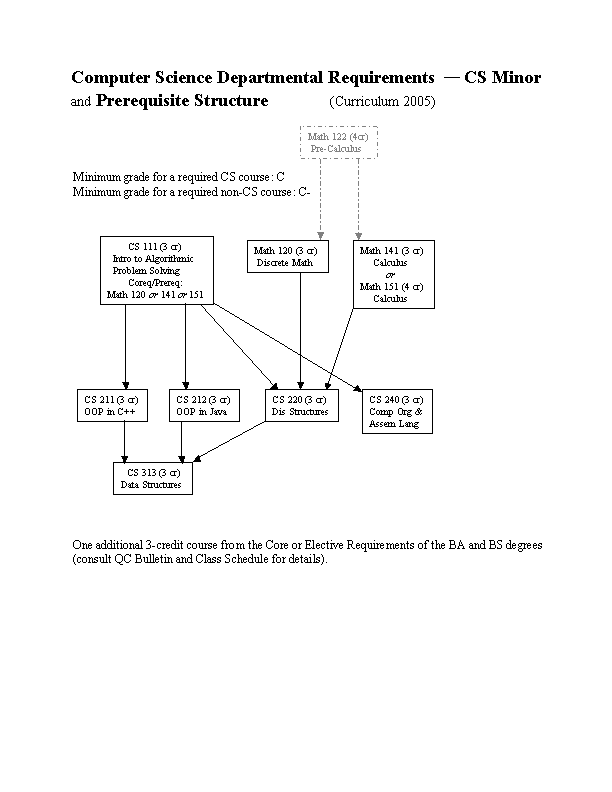 Computer Science Departmental Requirements — CS Minor
and Prerequisite Structure (Curriculum 2005)
Math 122 (4cr)
Pre-Calculus
Minimum grade for a required CS course: C
Minimum grade for a required non-CS course: C-
CS 111 (3 cr)
Intro to Algorithmic
Problem Solving
Coreq/Prereq:
Math 120 or 141 or 151
Math 120 (3 cr)
Discrete Math
Math 141 (3 cr)
Calculus
or
Math 151 (4 cr)
Calculus
CS 211 (3 cr)
OOP in C++
CS 212 (3 cr)
OOP in Java
CS 220 (3 cr)
Dis Structures
CS 240 (3 cr)
Comp Org &
Assem Lang
CS 313 (3 cr)
Data Structures
One additional 3-credit course from the Core or Elective Requirements of the BA and BS degrees
(consult QC Bulletin and Class Schedule for details).